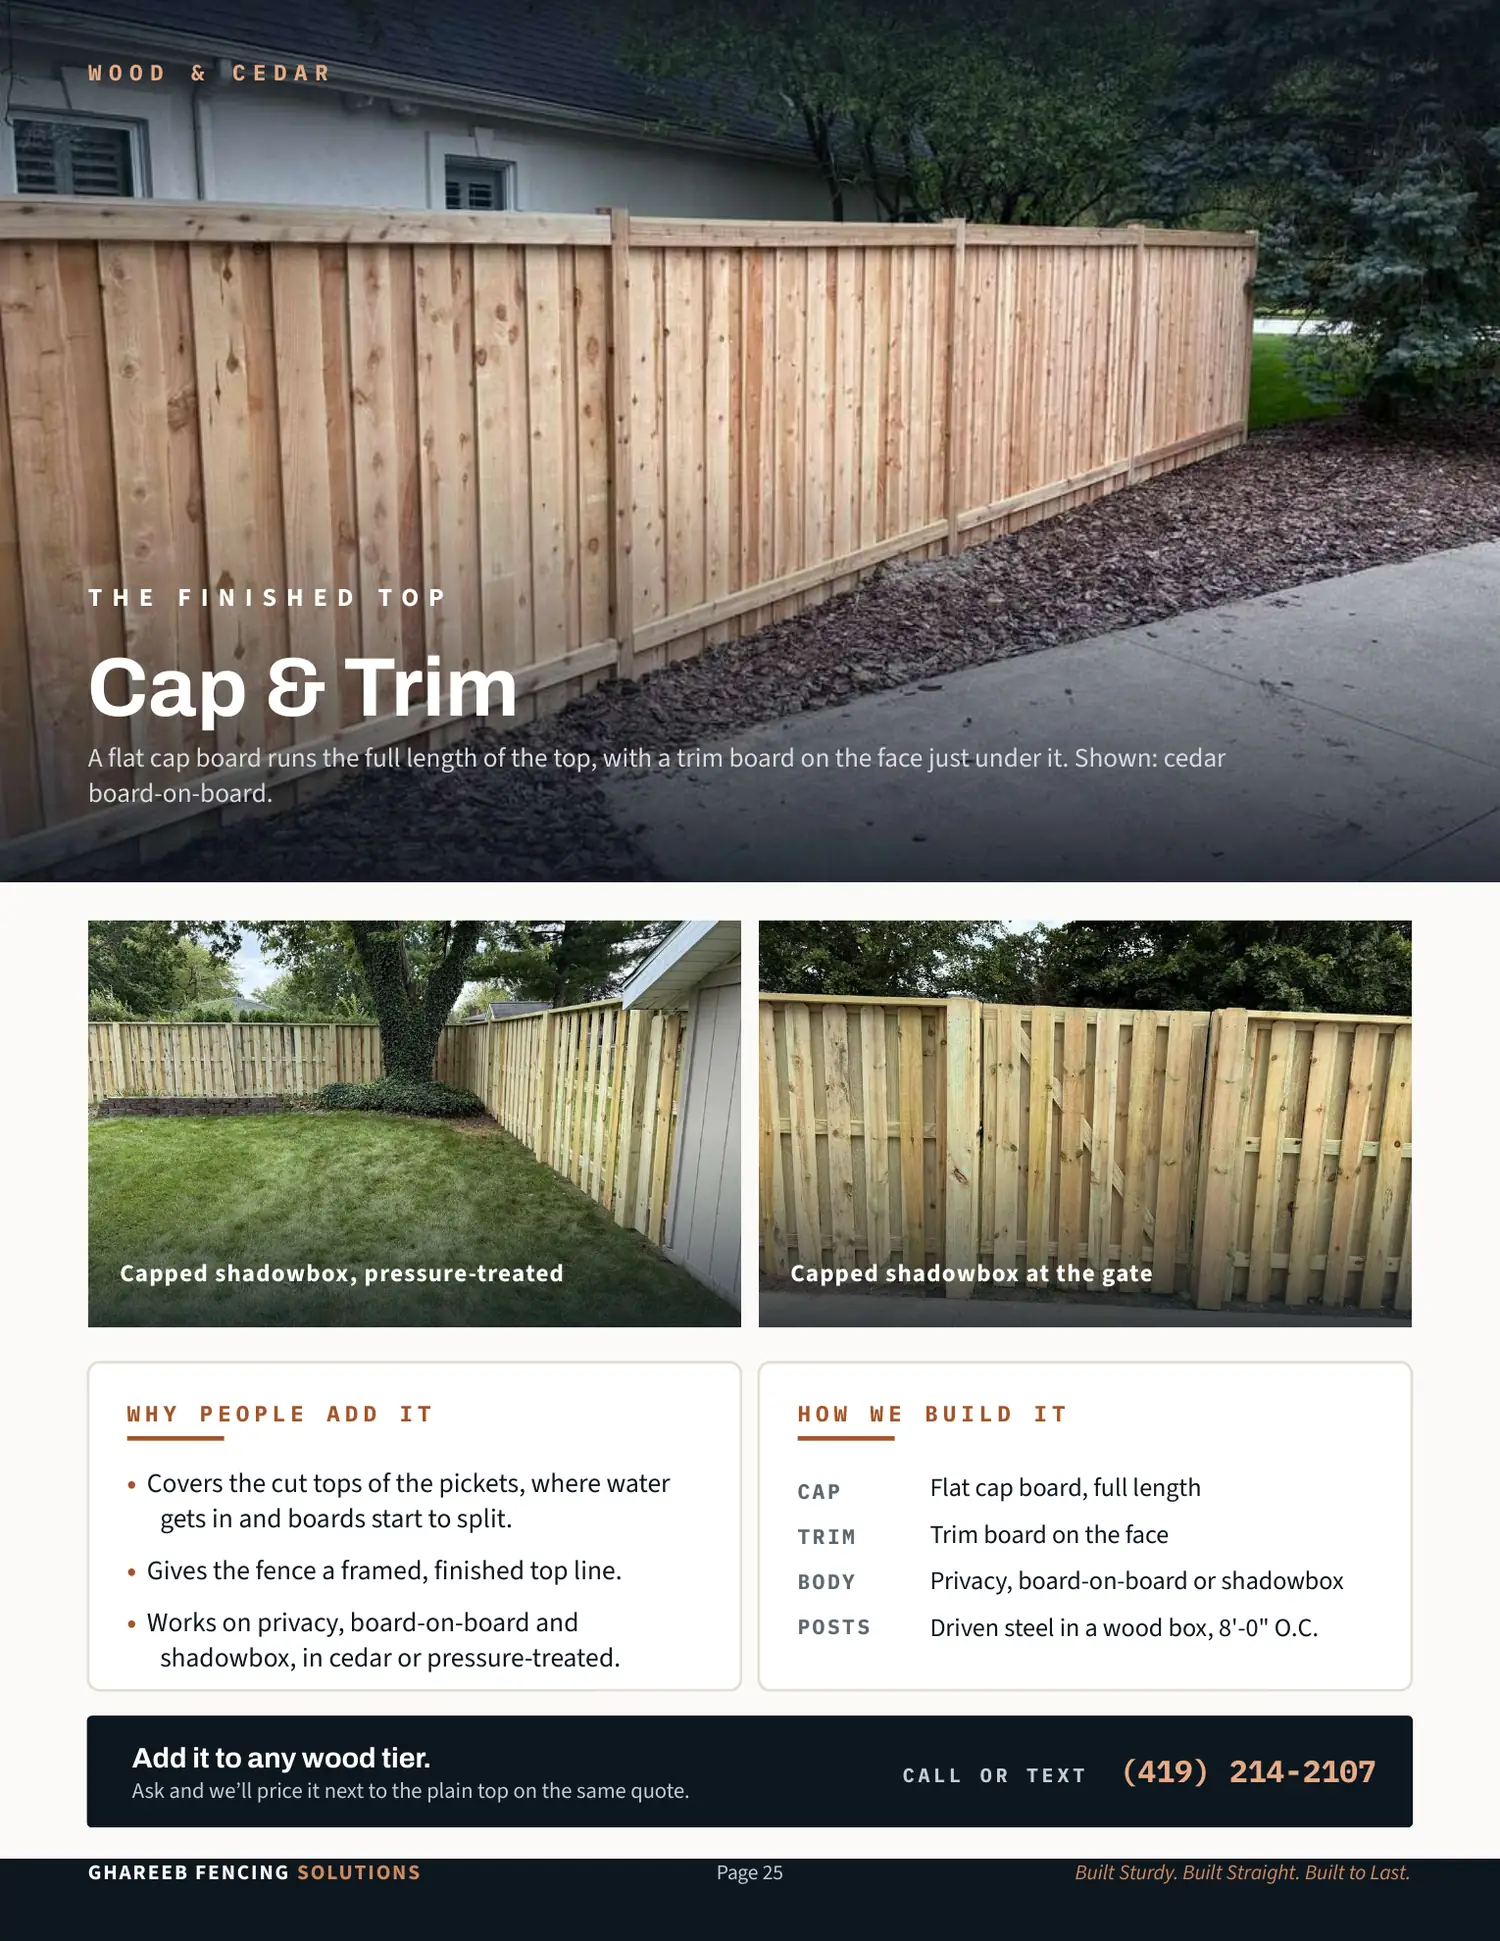 WOOD & CEDAR
THE FINISHED TOP
Cap & Trim
A flat cap board runs the full length of the top, with a trim board on the face just under it. Shown: cedar
board-on-board.
Capped shadowbox, pressure-treated
Capped shadowbox at the gate
WHY PEOPLE ADD IT
• Covers the cut tops of the pickets, where water
gets in and boards start to split.
• Gives the fence a framed, finished top line.
• Works on privacy, board-on-board and
shadowbox, in cedar or pressure-treated.
HOW WE BUILD IT
CAP Flat cap board, full length
TRIM Trim board on the face
BODY Privacy, board-on-board or shadowbox
POSTS Driven steel in a wood box, 8'-0" O.C.
Add it to any wood tier.
Ask and we’ll price it next to the plain top on the same quote.
CALL OR TEXT (419) 214-2107
GHAREEB FENCING SOLUTIONS
Page 25
Built Sturdy. Built Straight. Built to Last.